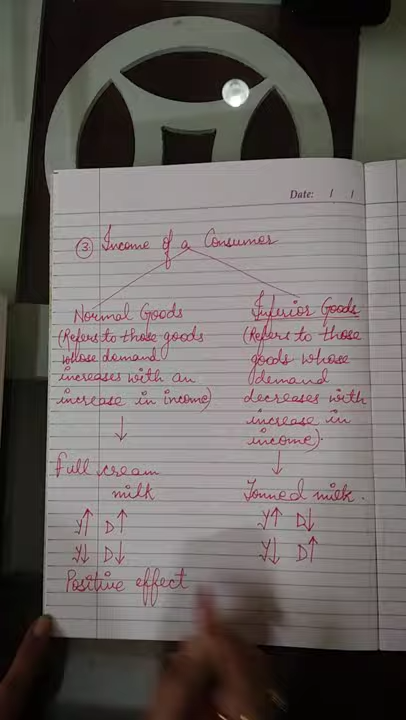 Date: / /
③ Income of a Consumer
Normal Goods
(Refers to those goods
whose demand
increases with an
increase in income)
↓
Full cream
milk
Y↑ D↑
Y↓ D↓
Positive effect
Inferior Goods
(Refers to those
goods whose
demand
decreases with
increase in
income).
↓
Tonned milk.
Y↑ D↓
Y↓ D↑